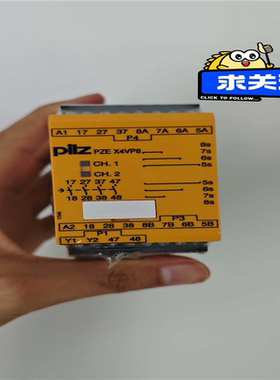 求关注
CLICK TO FOLLOW...
P4
A1 17 27 37 8A 7A 6A 5A
pilz PZE X4VP8
8s
7s
6s
5s
CH. 1
CH. 2
17 27 37 47
18 28 38 48
5s
6s
7s
8s
P3
A2 18 28 38 8B 7B 6B 5B
P1
Y1 Y2 47 48